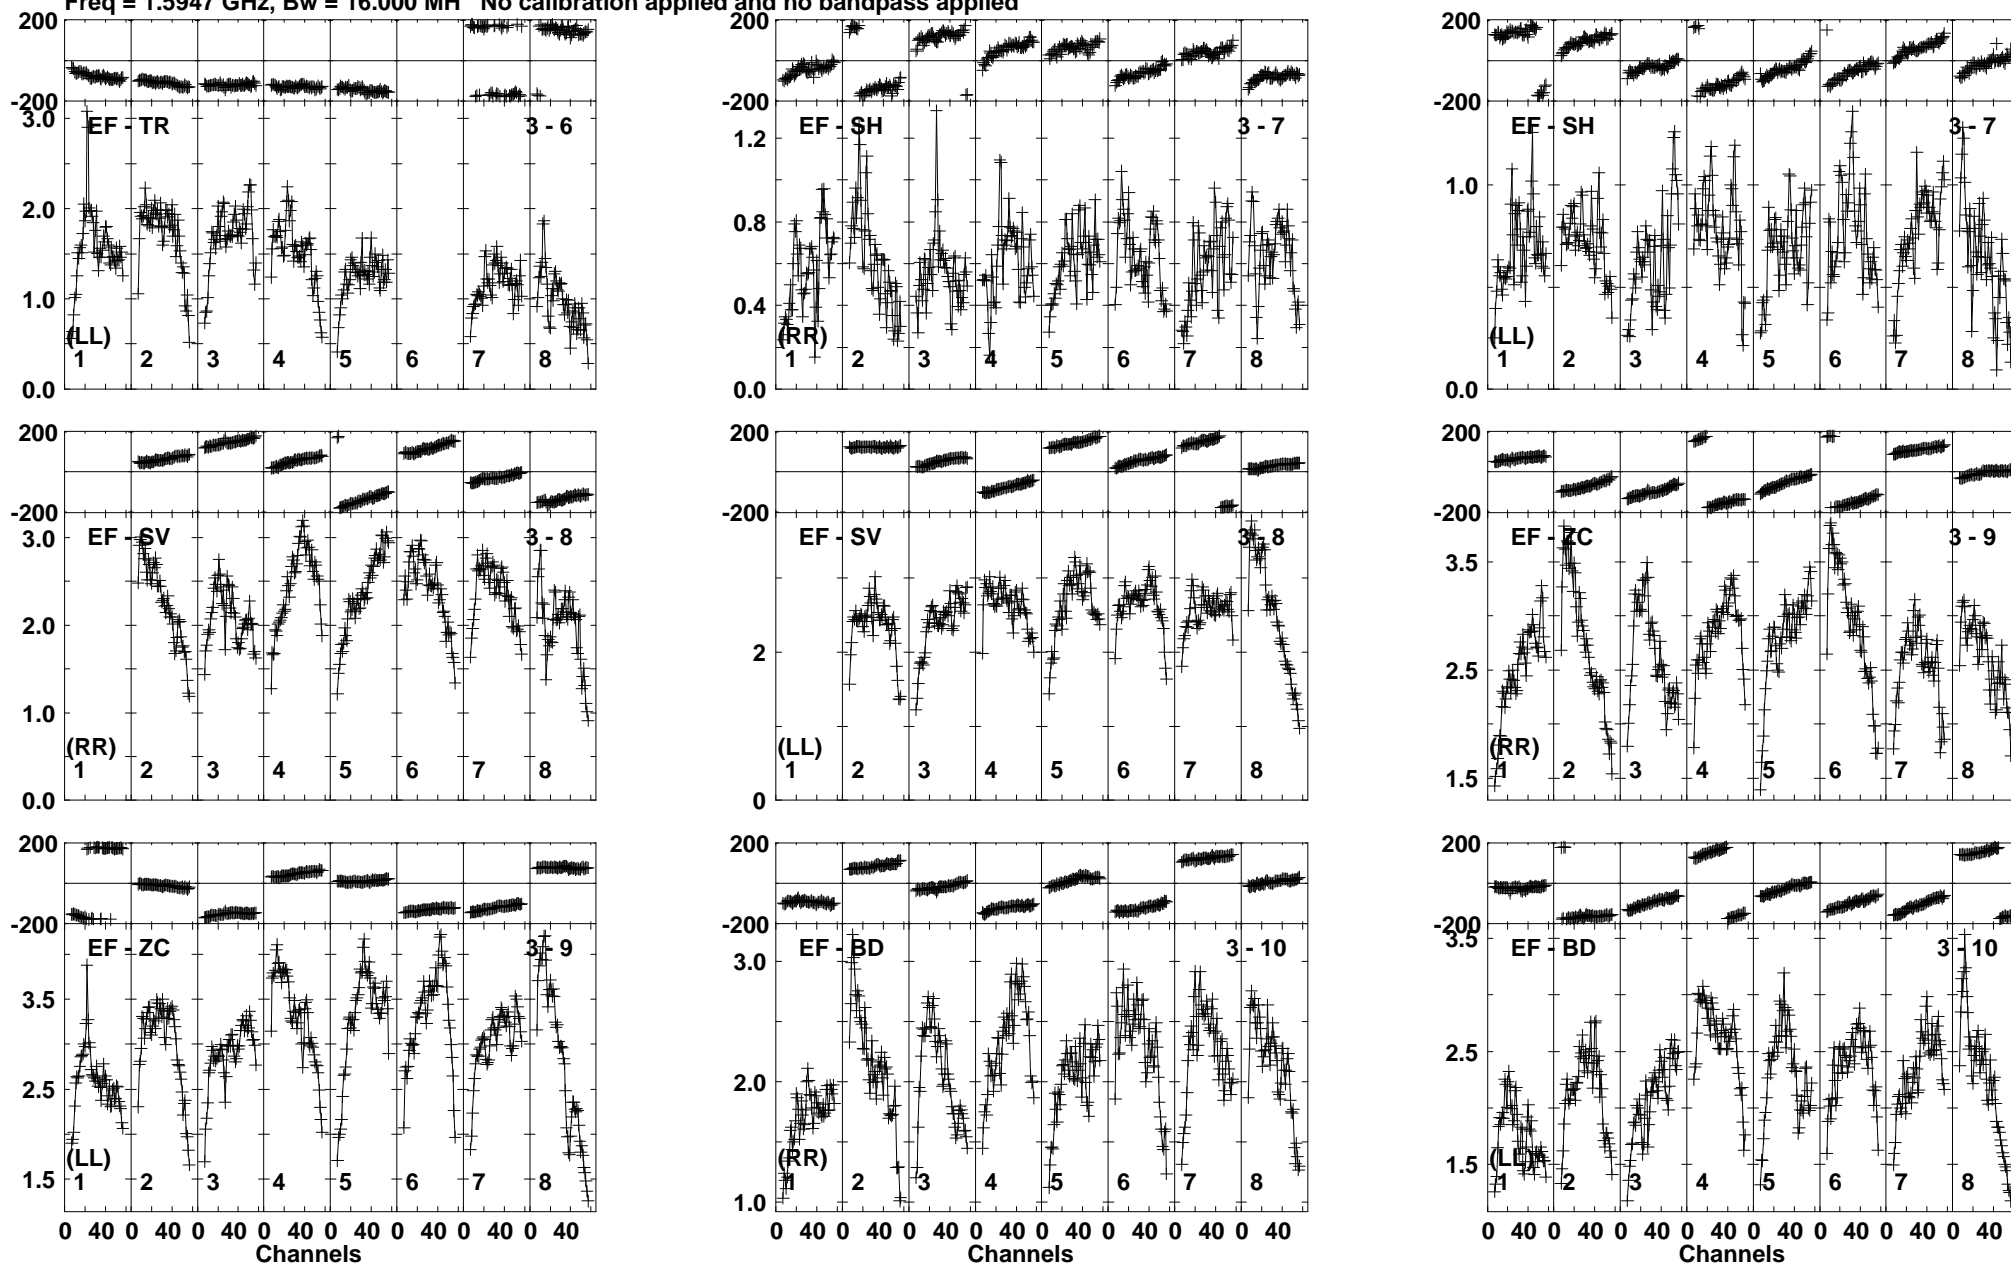 Freq = 1.5947 GHz, Bw = 16.000 MH No calibration applied and no bandpass applied
200 200 200
-200 -200 -200
3.0 EF - TR 3 - 6 1.2 EF - SH 3 - 7 EF - SH 3 - 7
2.0 0.8 1.0
1.0 0.4
(LL) (RR) (LL)
1 2 3 4 5 6 7 8 1 2 3 4 5 6 7 8 1 2 3 4 5 6 7 8
0.0 0.0 0.0
200 200 200
-200 -200 -200
3.0 EF - SV 3 - 8 EF - SV 3 - 8 3.5 EF - ZC 3 - 9
2.0 2 2.5
1.0
(RR) (LL) (RR)
1 2 3 4 5 6 7 8 1 2 3 4 5 6 7 8 1.5 1 2 3 4 5 6 7 8
0.0 0
200 200 200
-200 -200 -200
EF - ZC 3 - 9 3.0 EF - BD 3 - 10 3.5 EF - BD 3 - 10
3.5 2.5
2.5 2.0
(LL) (RR) (LL) 1.5
1.5 1 2 3 4 5 6 7 8 1.0 1 2 3 4 5 6 7 8 1 2 3 4 5 6 7 8
0 40 0 40 0 40 0 40 0 40 0 40 0 40 0 40 0 40 0 40 0 40 0 40 0 40 0 40 0 40 0 40 0 40 0 40 0 40 0 40 0 40 0 40 0 40 0 40
Channels Channels Channels